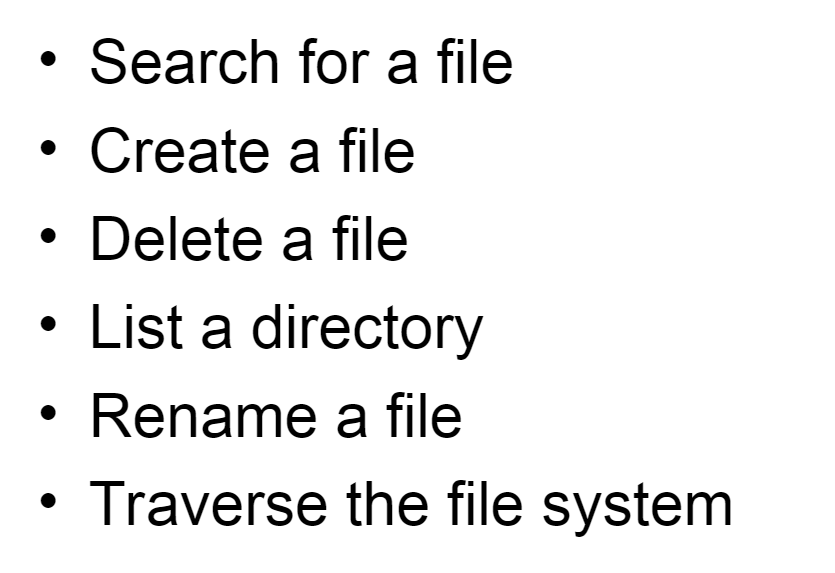 • Search for a file
• Create a file
• Delete a file
• List a directory
• Rename a file
• Traverse the file system